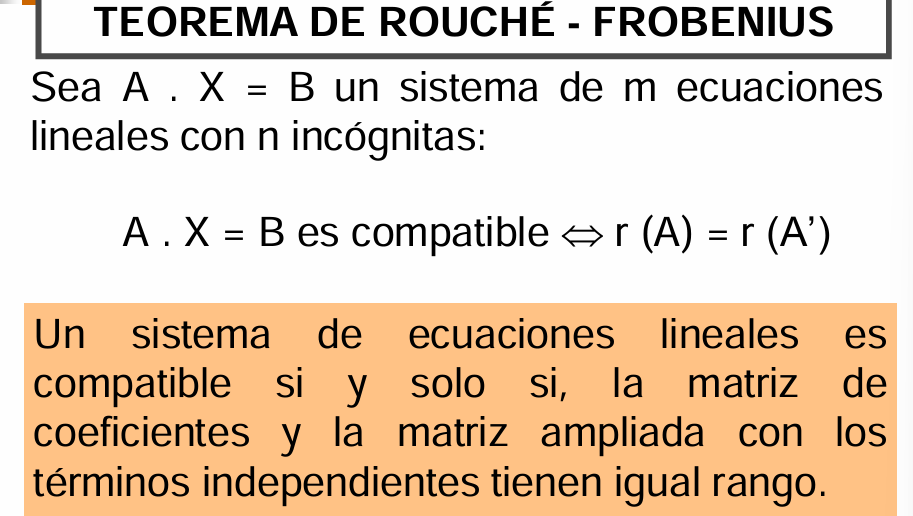 TEOREMA DE ROUCHÉ - FROBENIUS
Sea A . X = B un sistema de m ecuaciones
lineales con n incógnitas:
A . X = B es compatible ⇔ r (A) = r (A’)
Un sistema de ecuaciones lineales es
compatible si y solo si, la matriz de
coeficientes y la matriz ampliada con los
términos independientes tienen igual rango.